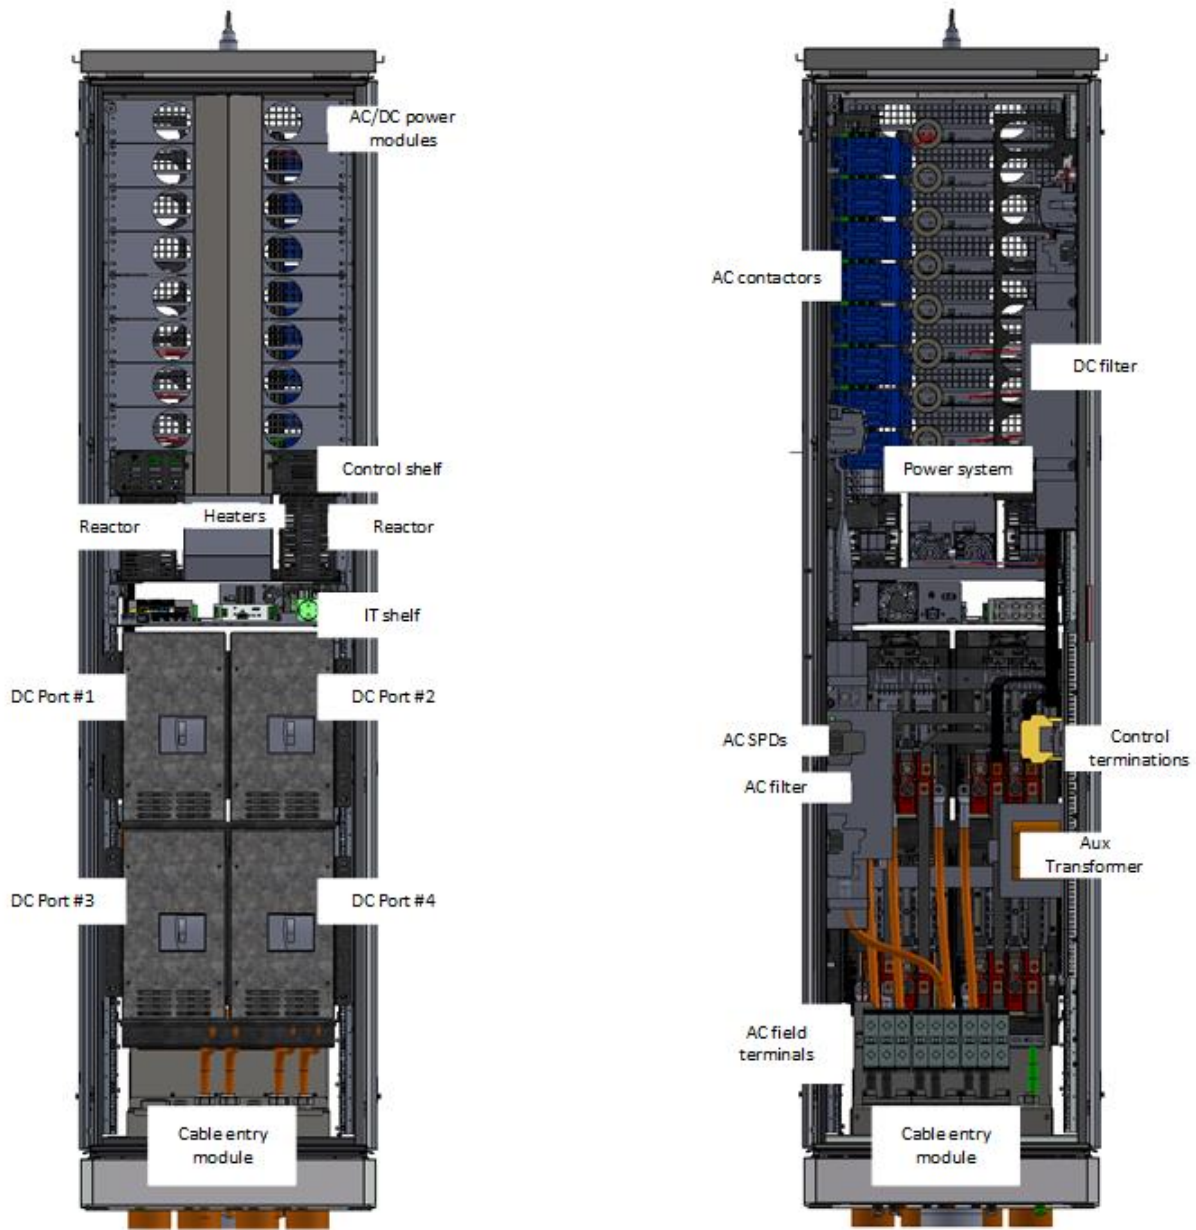 AC/DC power
modules
Control shelf
Heaters
Reactor
Reactor
IT shelf
DC Port #1
DC Port #2
DC Port #3
DC Port #4
Cable entry
module
AC contactors
DC filter
Power system
AC SPDs
Control
terminations
AC filter
Aux
Transformer
AC field
terminals
Cable entry
module